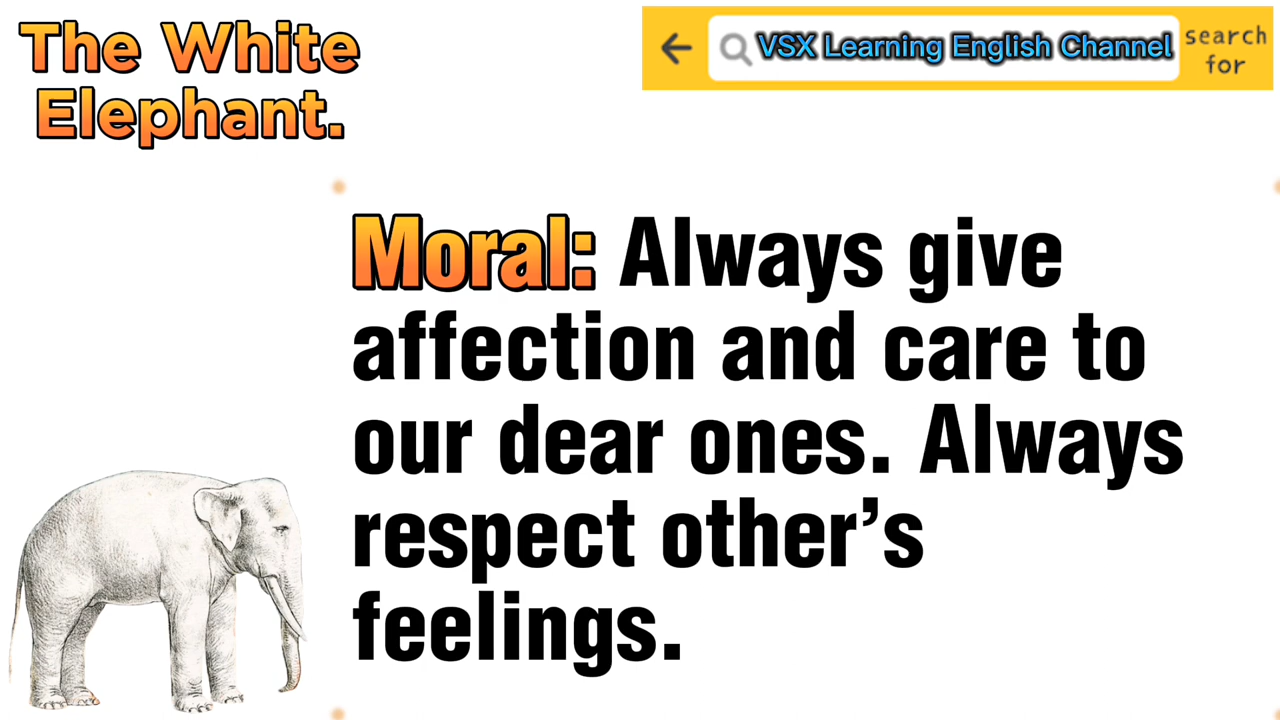 The White
Elephant.
VSX Learning English Channel
search
for
Moral: Always give
affection and care to
our dear ones. Always
respect other’s
feelings.